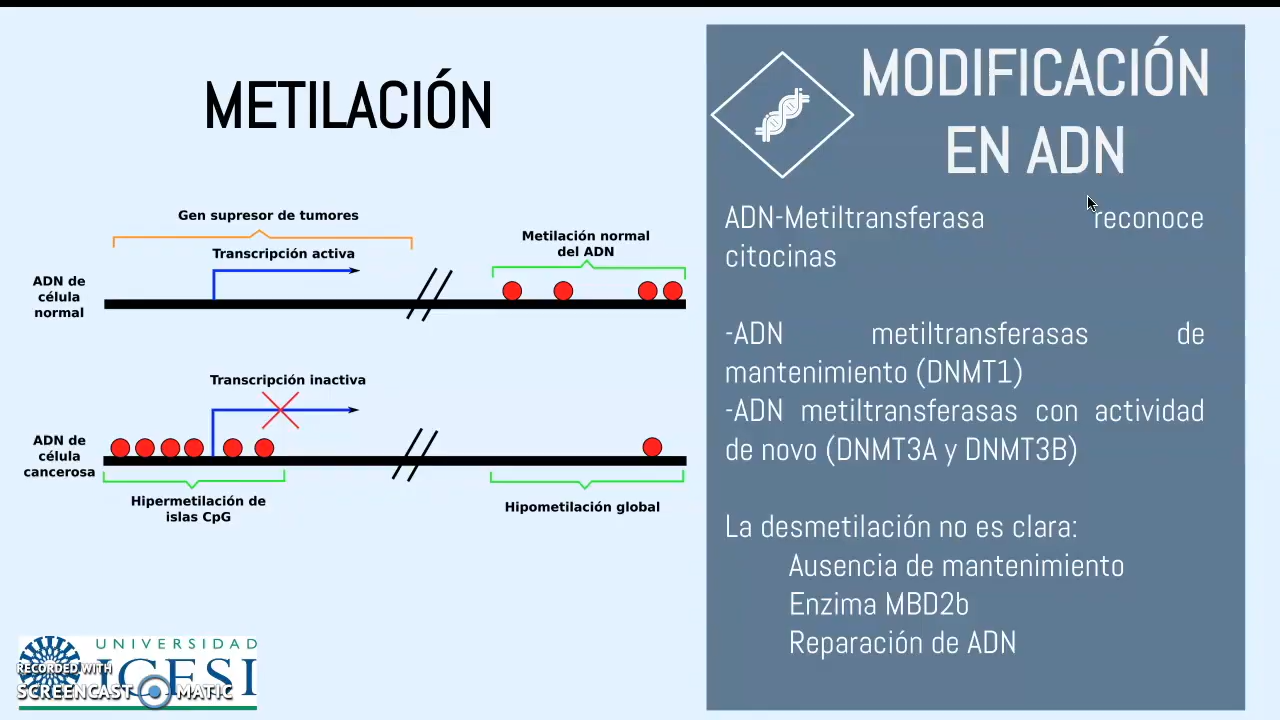 METILACIÓN
Gen supresor de tumores
Transcripción activa
Metilación normal
del ADN
ADN de
célula
normal
Transcripción inactiva
ADN de
célula
cancerosa
Hipermetilación de
islas CpG
Hipometilación global
UNIVERSIDAD
ICESI
RECORDED WITH
SCREENCAST MATIC
MODIFICACIÓN
EN ADN
ADN-Metiltransferasa reconoce
citocinas
-ADN metiltransferasas de
mantenimiento (DNMT1)
-ADN metiltransferasas con actividad
de novo (DNMT3A y DNMT3B)
La desmetilación no es clara:
Ausencia de mantenimiento
Enzima MBD2b
Reparación de ADN